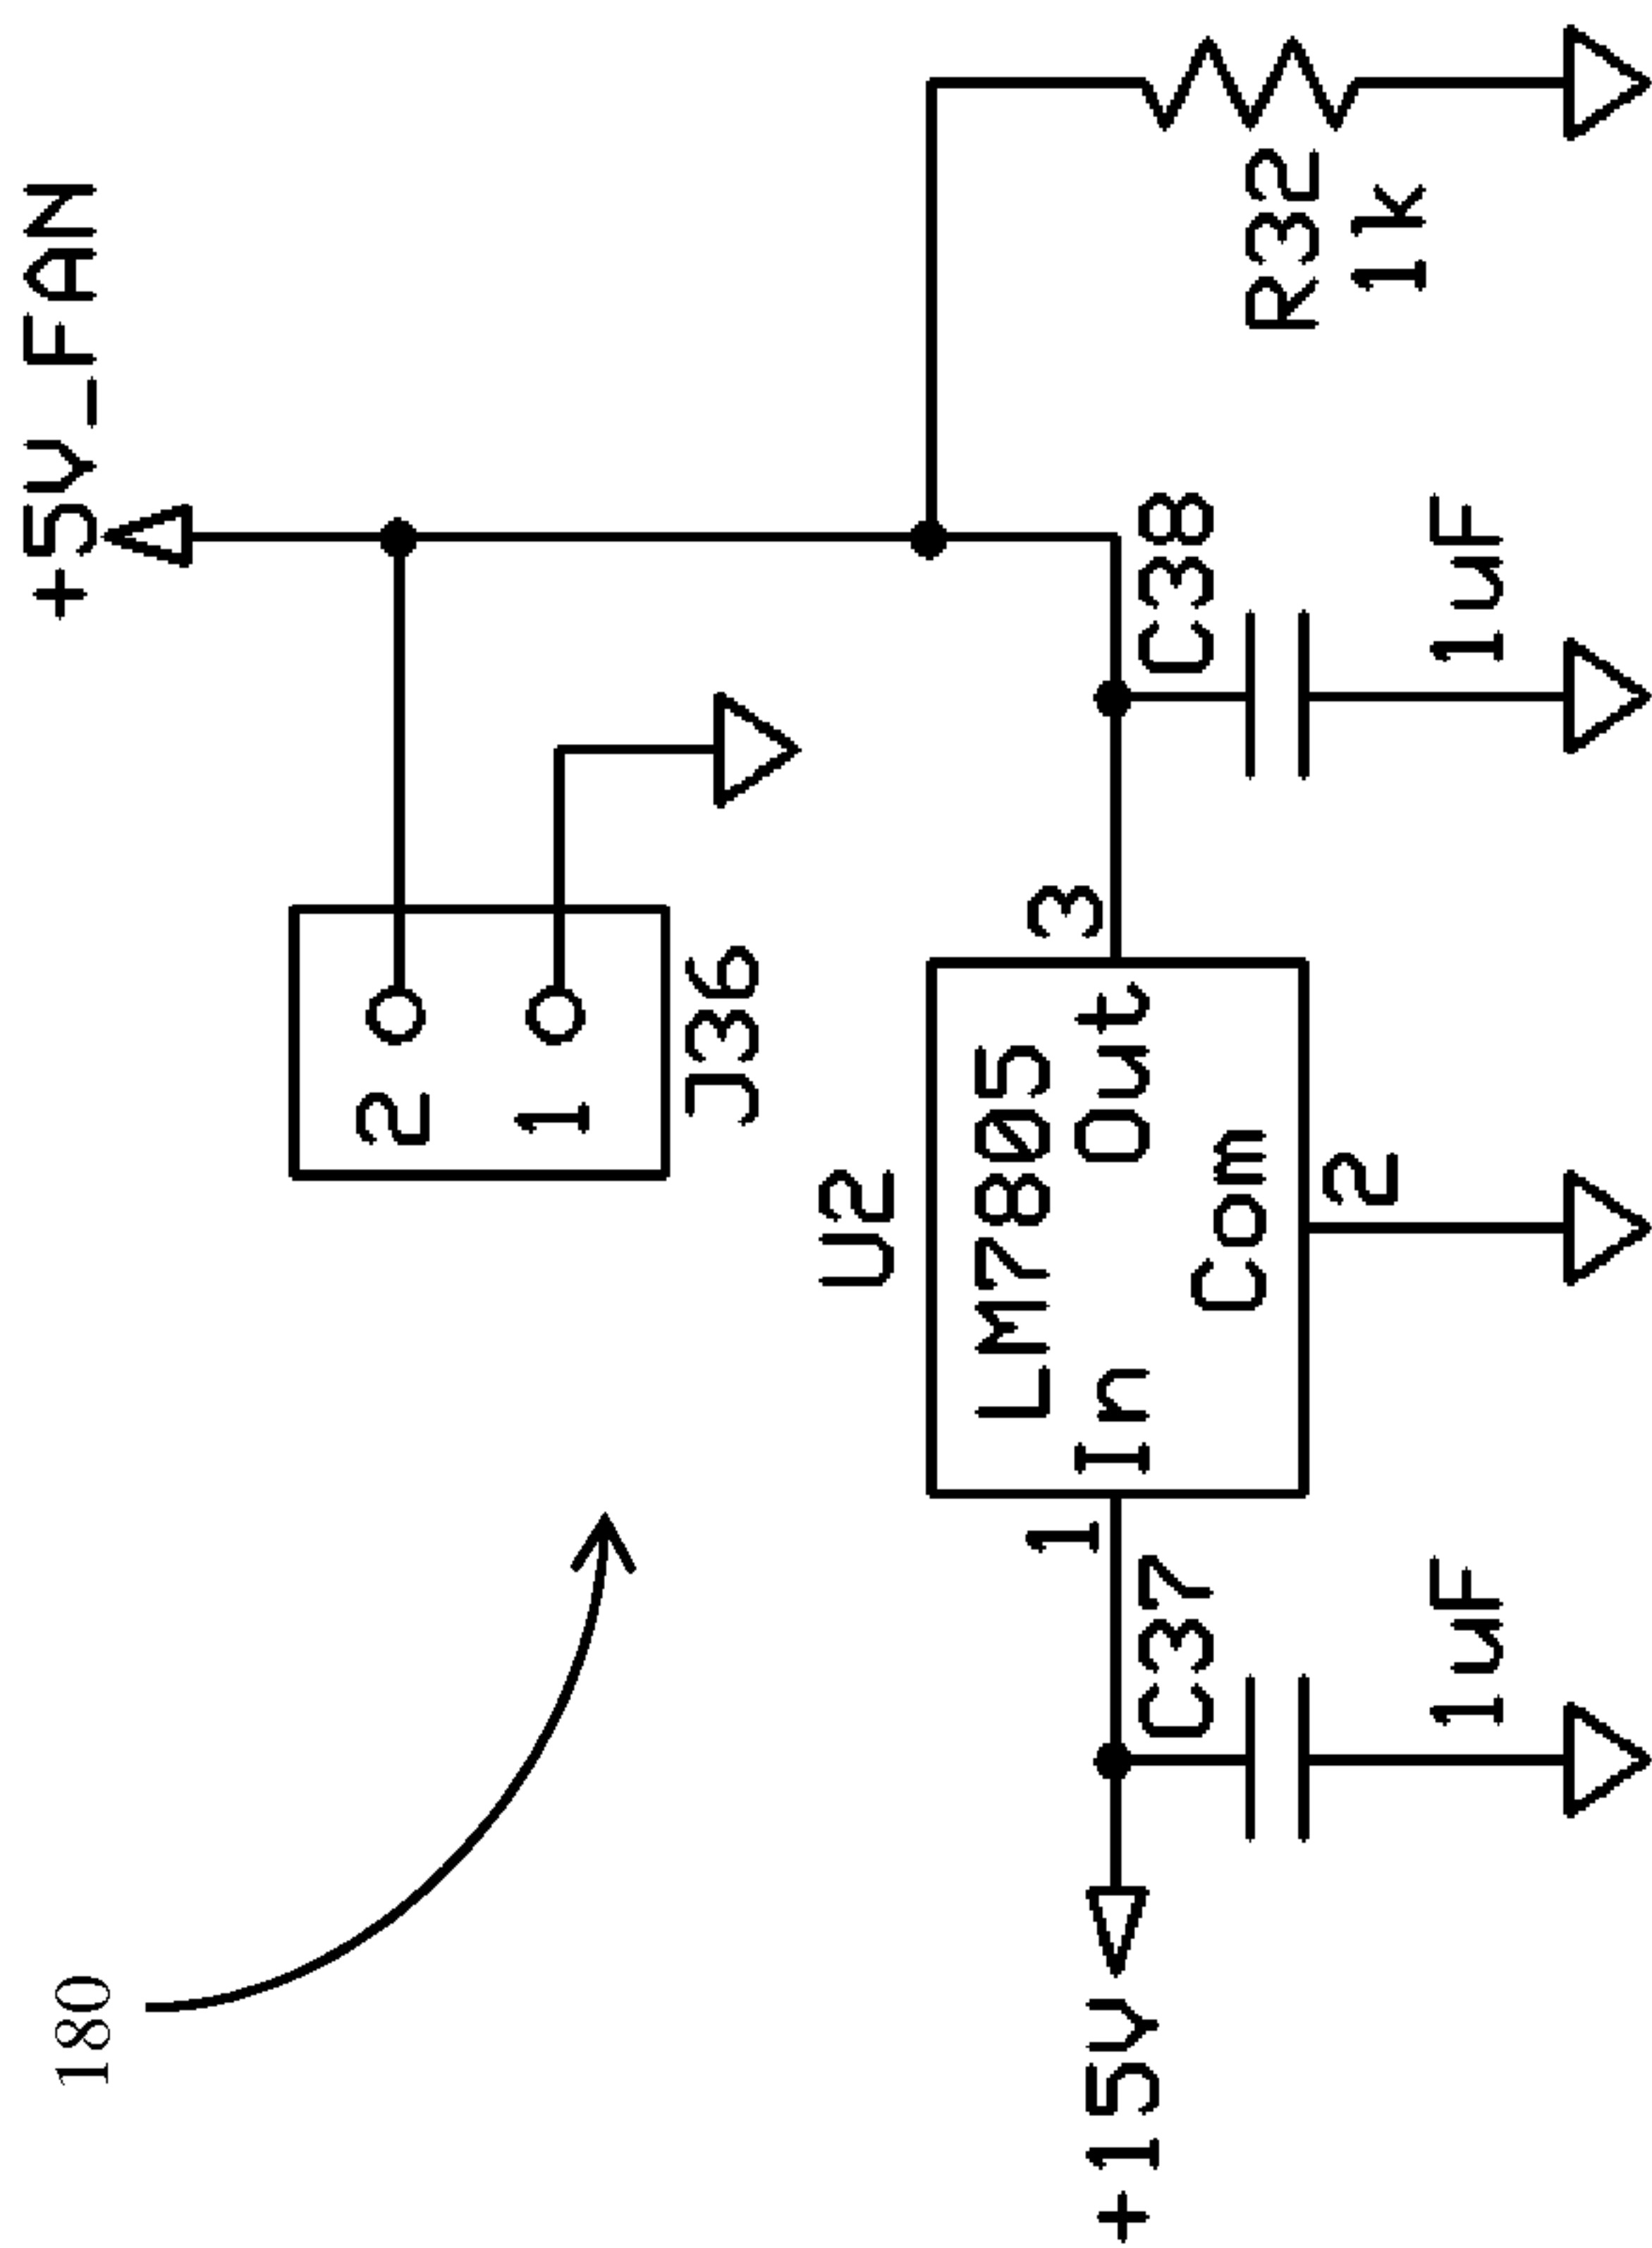 180
+5V_FAN
2
1
J36
U2
LM7805
1
In
Out
3
Com
2
+15V
C37
1uF
C38
1uF
R32
1k